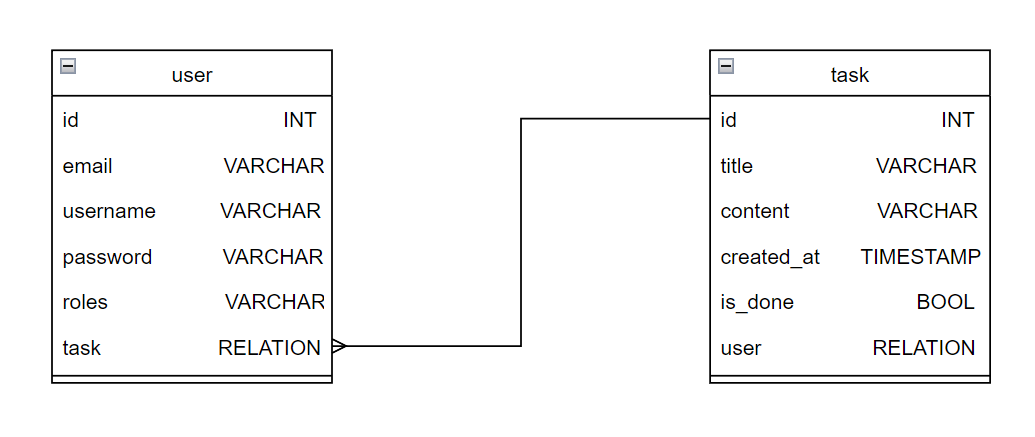 user
id INT
email VARCHAR
username VARCHAR
password VARCHAR
roles VARCHAR
task RELATION
task
id INT
title VARCHAR
content VARCHAR
created_at TIMESTAMP
is_done BOOL
user RELATION